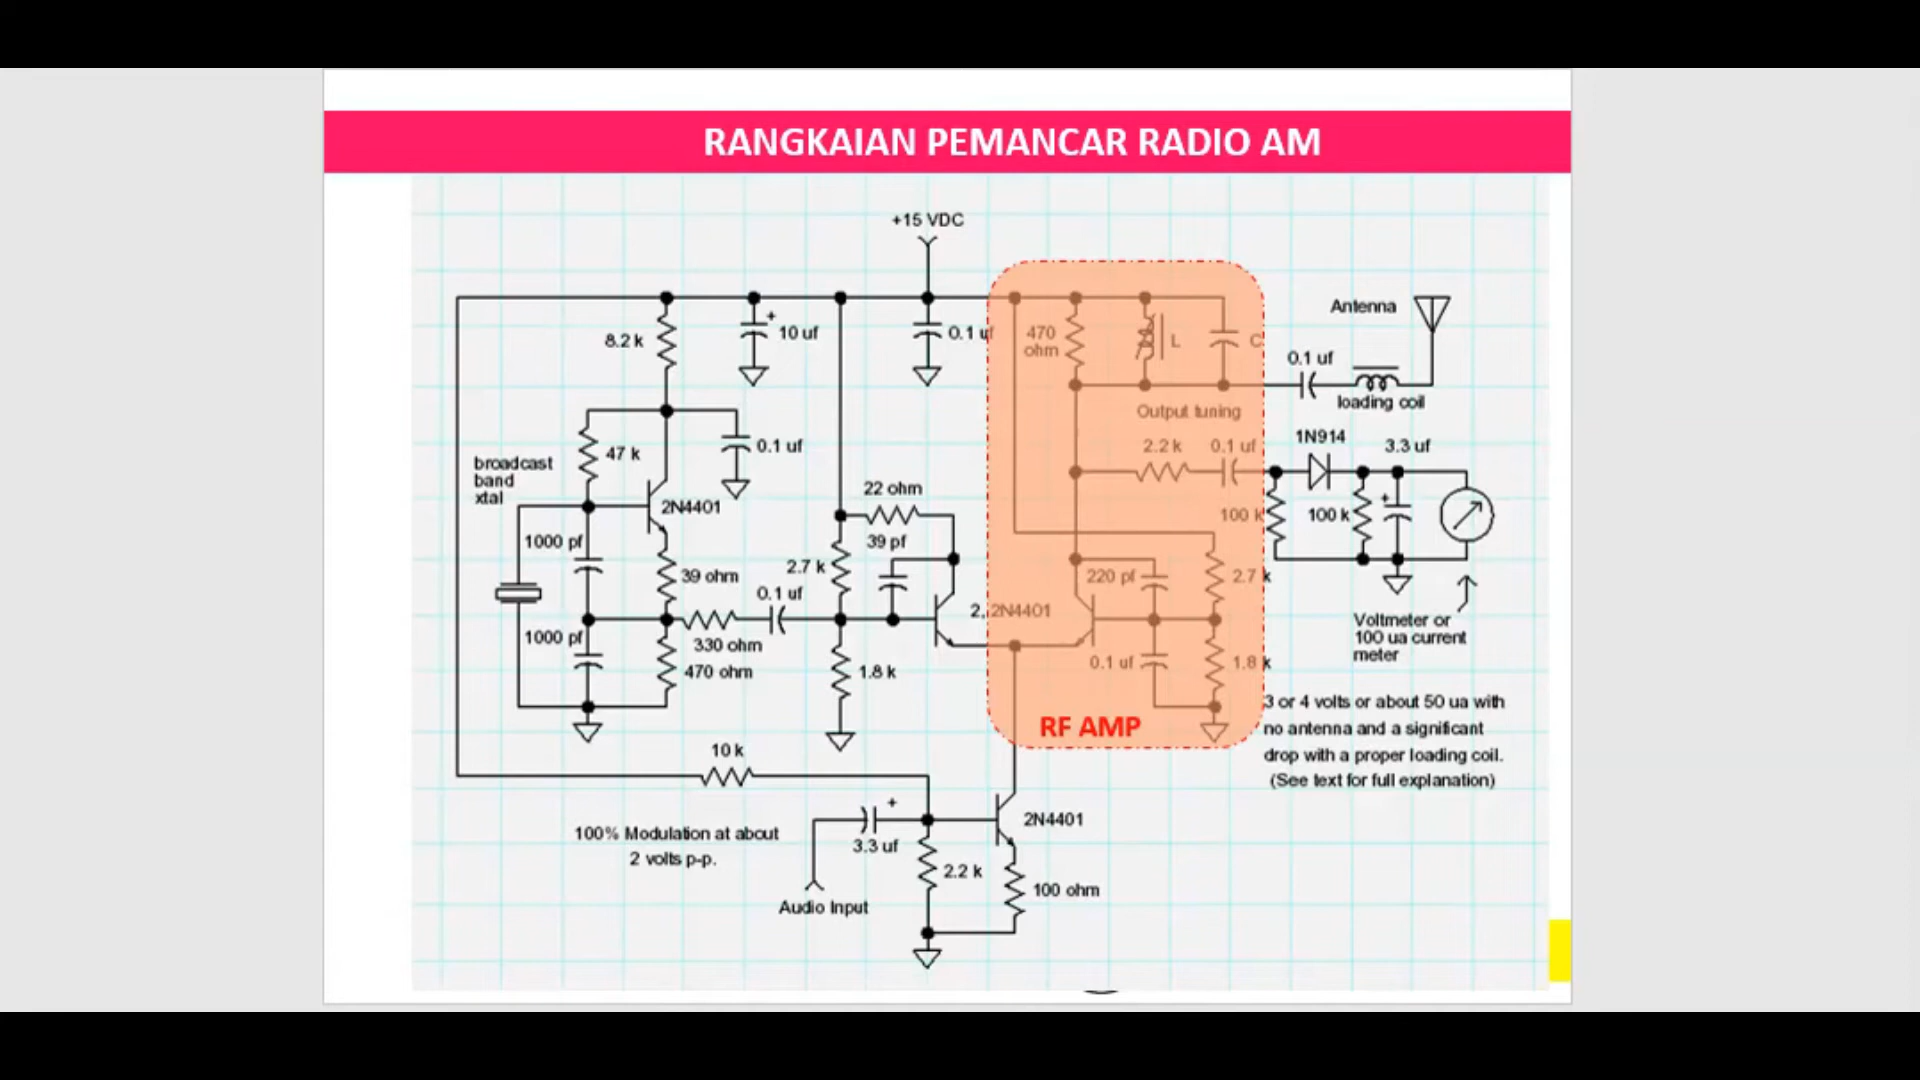 RANGKAIAN PEMANCAR RADIO AM
+15 VDC
8.2 k
+
10 uf
0.1 uf
470
ohm
L
C
Antenna
0.1 uf
loading coil
Output tuning
47 k
0.1 uf
broadcast
band
xtal
2N4401
22 ohm
39 pf
2.2 k
0.1 uf
1N914
3.3 uf
100 k
100 k
+
1000 pf
39 ohm
2.7 k
0.1 uf
220 pf
2.7 k
2, 2N4401
1000 pf
330 ohm
470 ohm
1.8 k
0.1 uf
1.8 k
Voltmeter or
100 ua current
meter
RF AMP
3 or 4 volts or about 50 ua with
no antenna and a significant
drop with a proper loading coil.
(See text for full explanation)
10 k
+
3.3 uf
2N4401
100% Modulation at about
2 volts p-p.
2.2 k
100 ohm
Audio Input